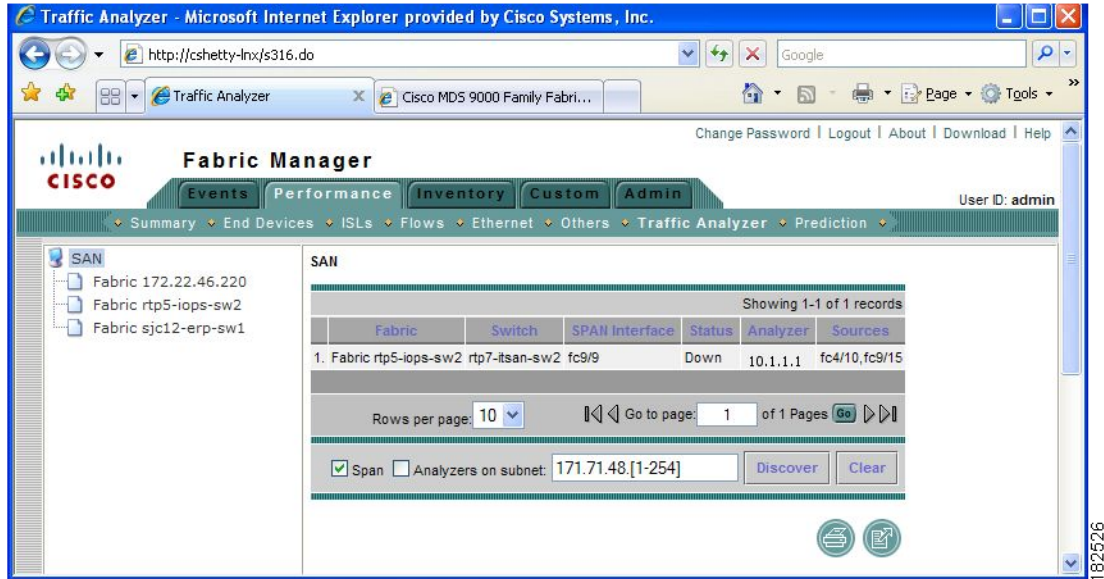 Traffic Analyzer - Microsoft Internet Explorer provided by Cisco Systems, Inc.
http://cshetty-lnx/s316.do
Google
Traffic Analyzer
Cisco MDS 9000 Family Fabri...
Page
Tools
Change Password | Logout | About | Download | Help
CISCO
Fabric Manager
Events Performance Inventory Custom Admin
User ID: admin
Summary End Devices ISLs Flows Ethernet Others Traffic Analyzer Prediction
SAN
Fabric 172.22.46.220
Fabric rtp5-iops-sw2
Fabric sjc12-erp-sw1
SAN
Showing 1-1 of 1 records
Fabric Switch SPAN Interface Status Analyzer Sources
1. Fabric rtp5-iops-sw2 rtp7-itsan-sw2 fc9/9 Down 10.1.1.1 fc4/10,fc9/15
Rows per page: 10 Go to page: 1 of 1 Pages Go
Span Analyzers on subnet: 171.71.48.[1-254] Discover Clear
182526